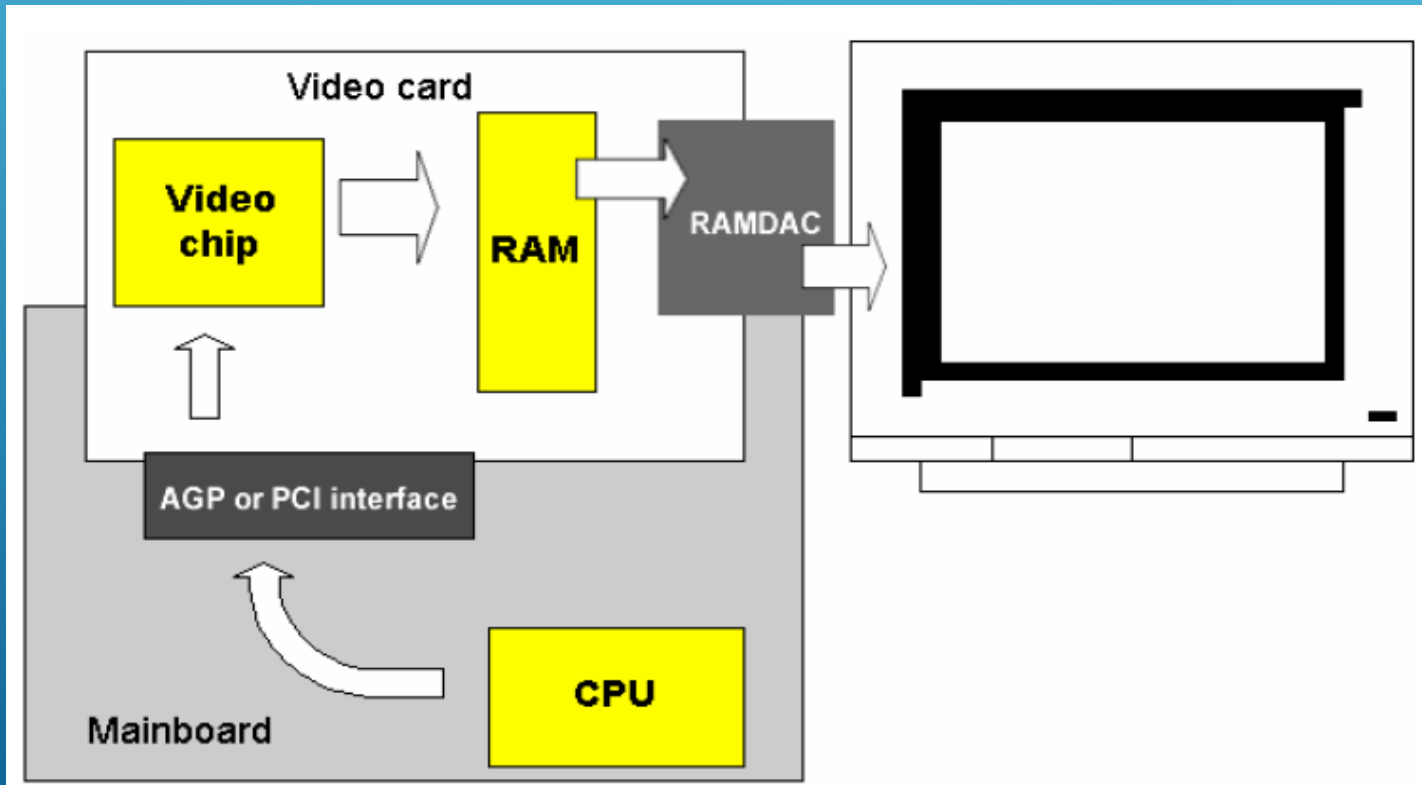 Video card
Video
chip
RAM
RAMDAC
AGP or PCI interface
CPU
Mainboard